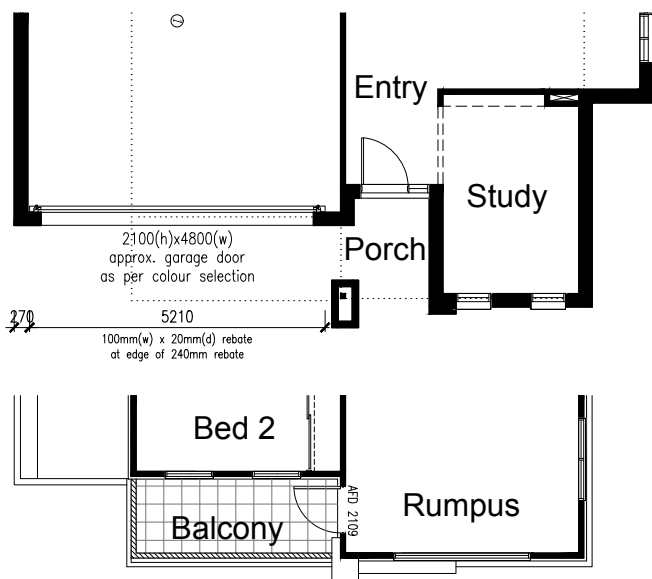 Entry
Study
Porch
2100(h)x4800(w)
approx. garage door
as per colour selection
270
5210
100mm(w) x 20mm(d) rebate
at edge of 240mm rebate
Bed 2
AFD 2109
Rumpus
Balcony